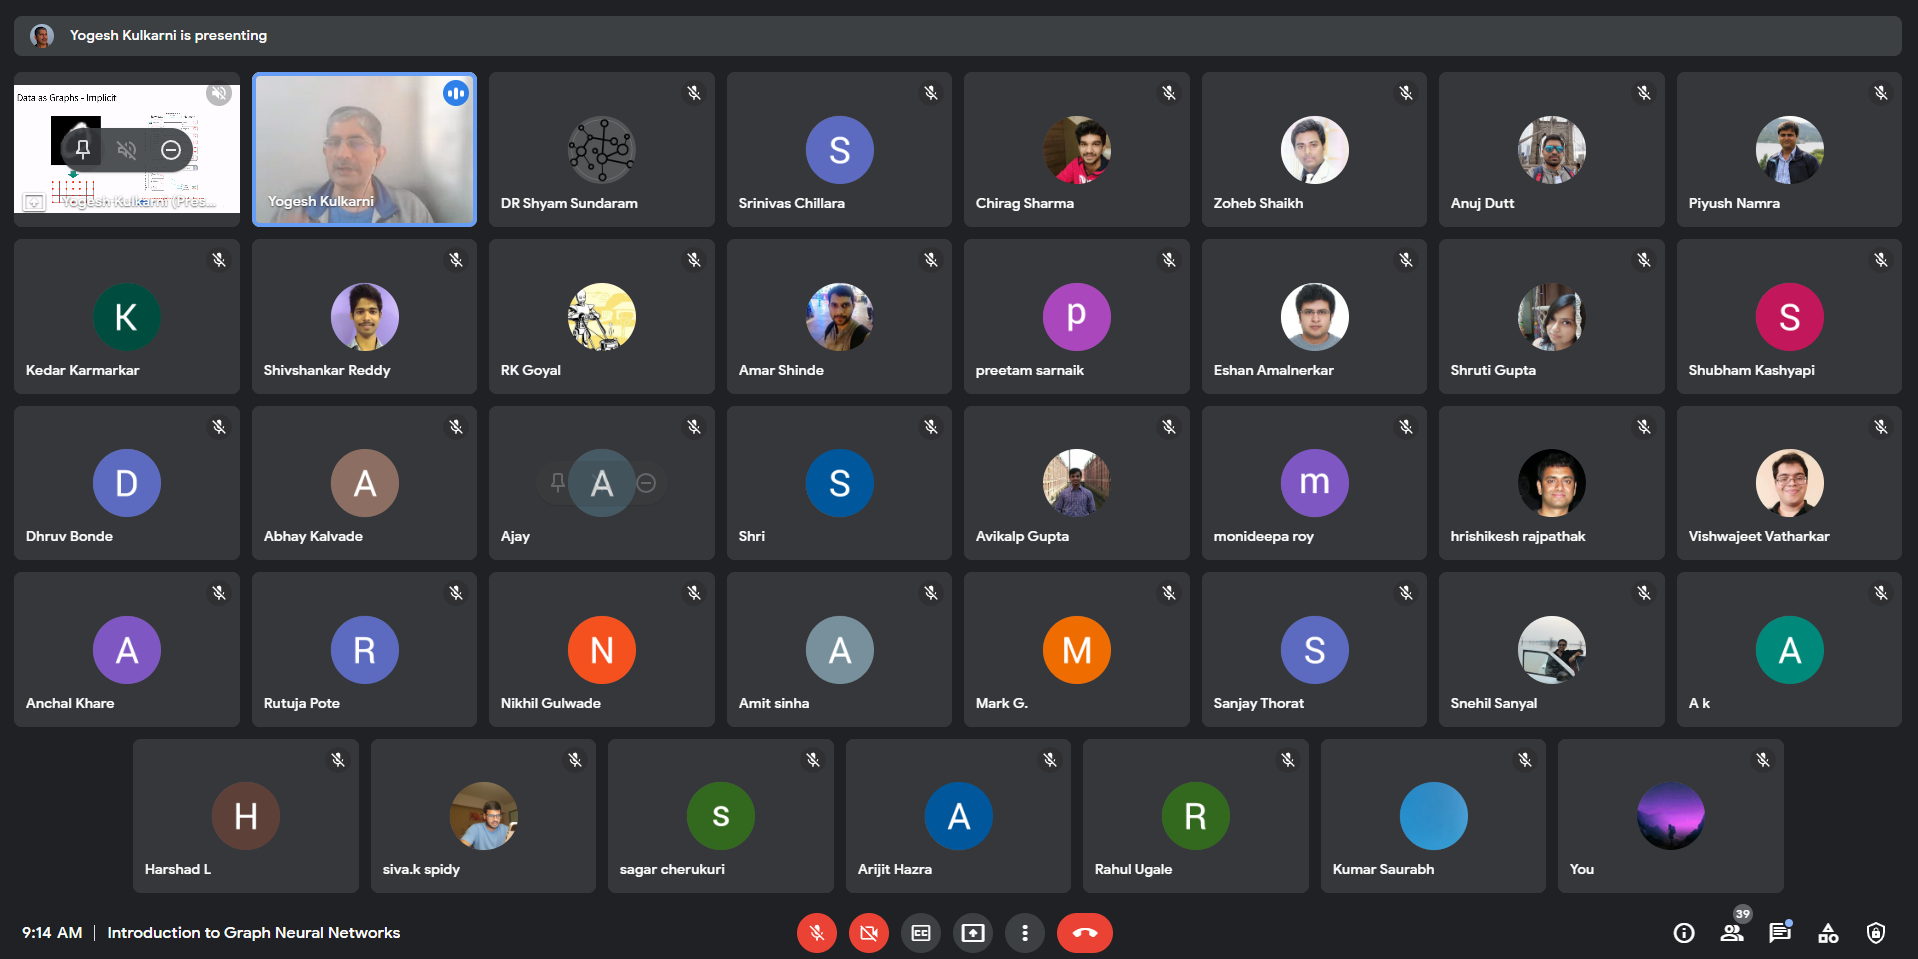 Yogesh Kulkarni is presenting
Data as Graphs - Implicit
Yogesh Kulkarni (Pres...
Yogesh Kulkarni
DR Shyam Sundaram
S
Srinivas Chillara
Chirag Sharma
Zoheb Shaikh
Anuj Dutt
Piyush Namra
K
Kedar Karmarkar
Shivshankar Reddy
RK Goyal
Amar Shinde
p
preetam sarnaik
Eshan Amalnerkar
Shruti Gupta
S
Shubham Kashyapi
D
Dhruv Bonde
A
Abhay Kalvade
A
Ajay
S
Shri
Avikalp Gupta
m
monideepa roy
hrishikesh rajpathak
Vishwajeet Vatharkar
A
Anchal Khare
R
Rutuja Pote
N
Nikhil Gulwade
A
Amit sinha
M
Mark G.
S
Sanjay Thorat
Snehil Sanyal
A
A k
H
Harshad L
siva.k spidy
s
sagar cherukuri
A
Arijit Hazra
R
Rahul Ugale
Kumar Saurabh
You
9:14 AM | Introduction to Graph Neural Networks
CC
39